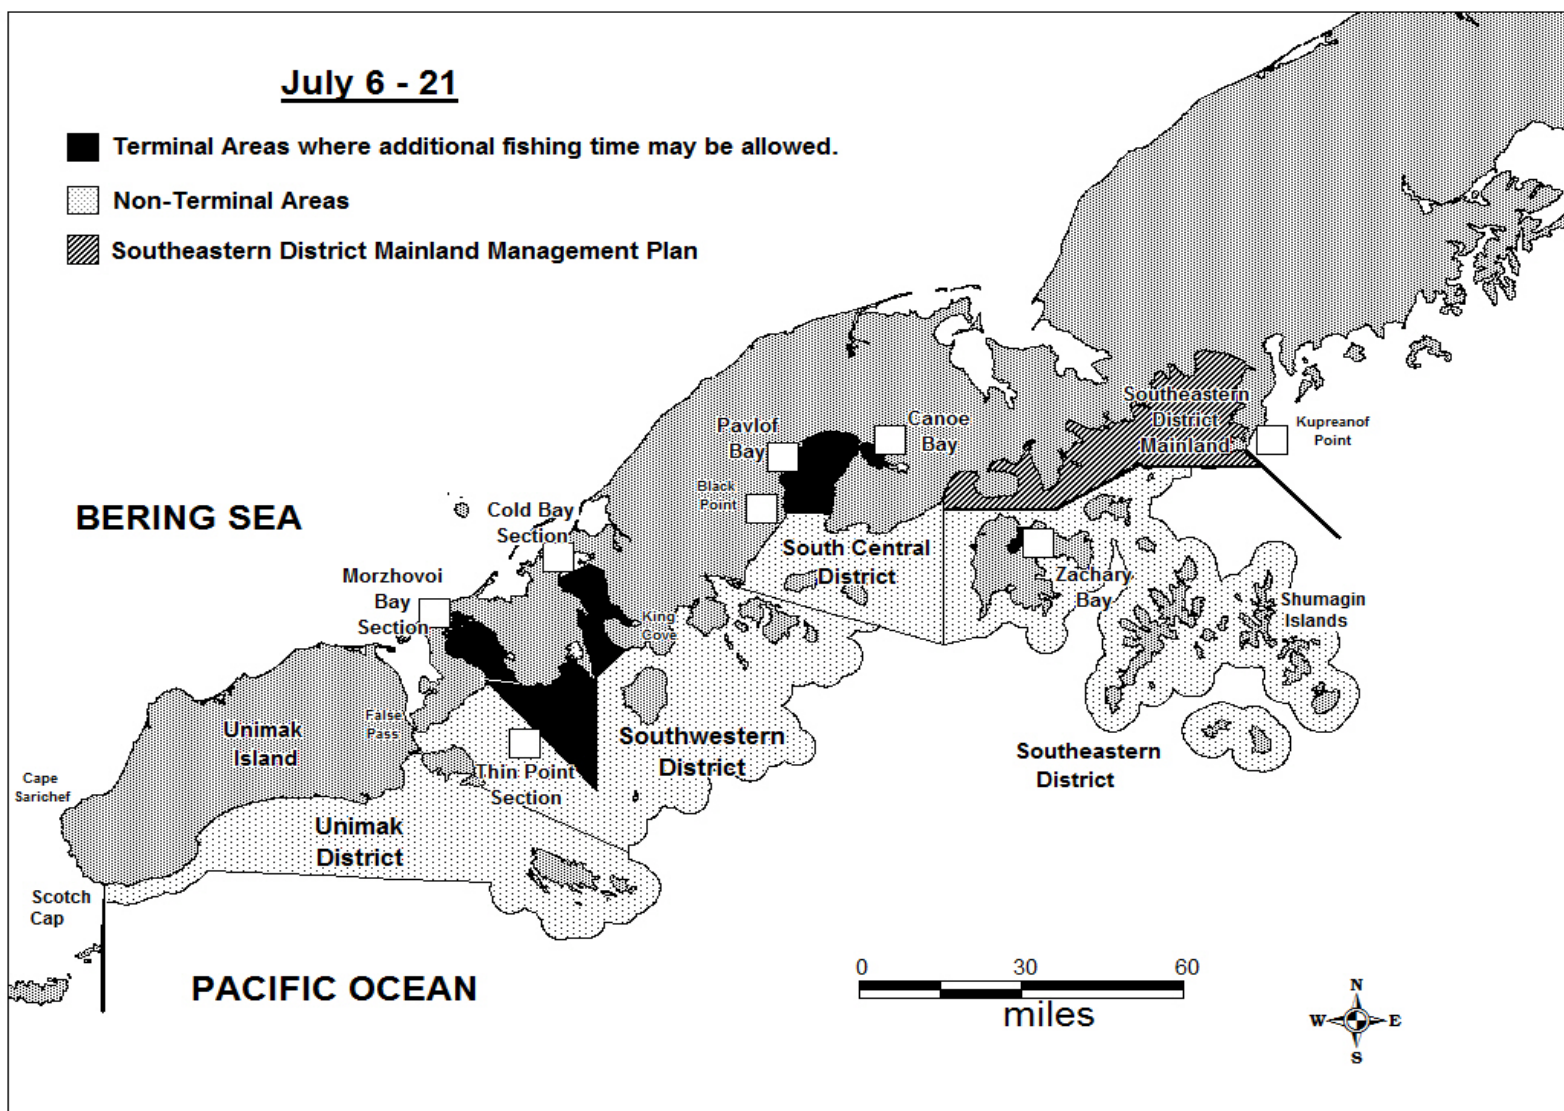 July 6 - 21
Terminal Areas where additional fishing time may be allowed.
Non-Terminal Areas
Southeastern District Mainland Management Plan
Southeastern
District
Mainland
Kupreanof
Point
Canoe
Bay
Pavlof
Bay
Black
Point
BERING SEA
Cold Bay
Section
South Central
District
Morzhovoi
Bay
Section
Zachary
Bay
Shumagin
Islands
King
Cove
False
Pass
Unimak
Island
Southwestern
District
Southeastern
District
Thin Point
Section
Cape
Sarichef
Unimak
District
Scotch
Cap
PACIFIC OCEAN
0 30 60
miles
N
W E
S